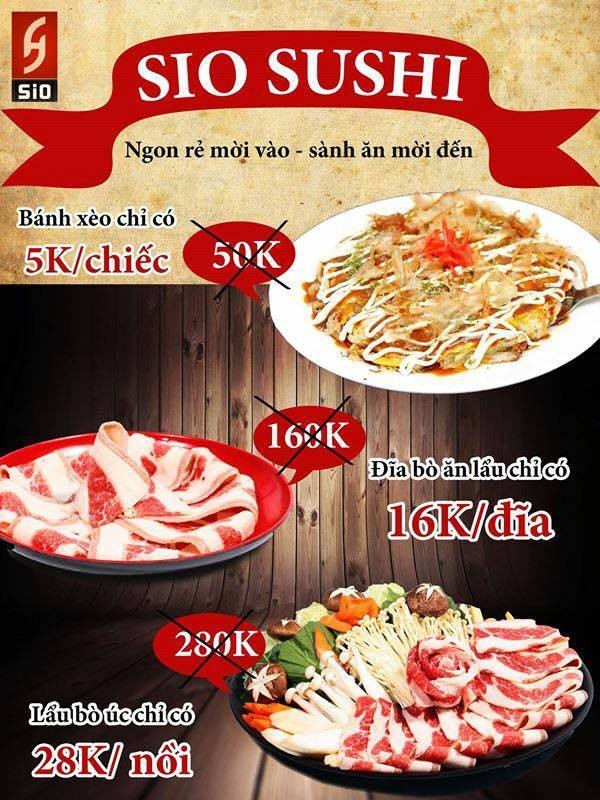 SiO
SIO SUSHI
Ngon rẻ mời vào - sành ăn mời đến
Bánh xèo chỉ có
5K/chiếc
50K
160K
Đĩa bò ăn lẩu chỉ có
16K/đĩa
280K
Lẩu bò úc chỉ có
28K/ nồi